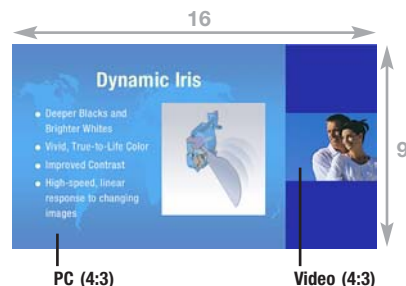 16
Dynamic Iris
● Deeper Blacks and
Brighter Whites
● Vivid, True-to-Life Color
● Improved Contrast
● High-speed, linear
response to changing
images
9
PC (4:3)
Video (4:3)